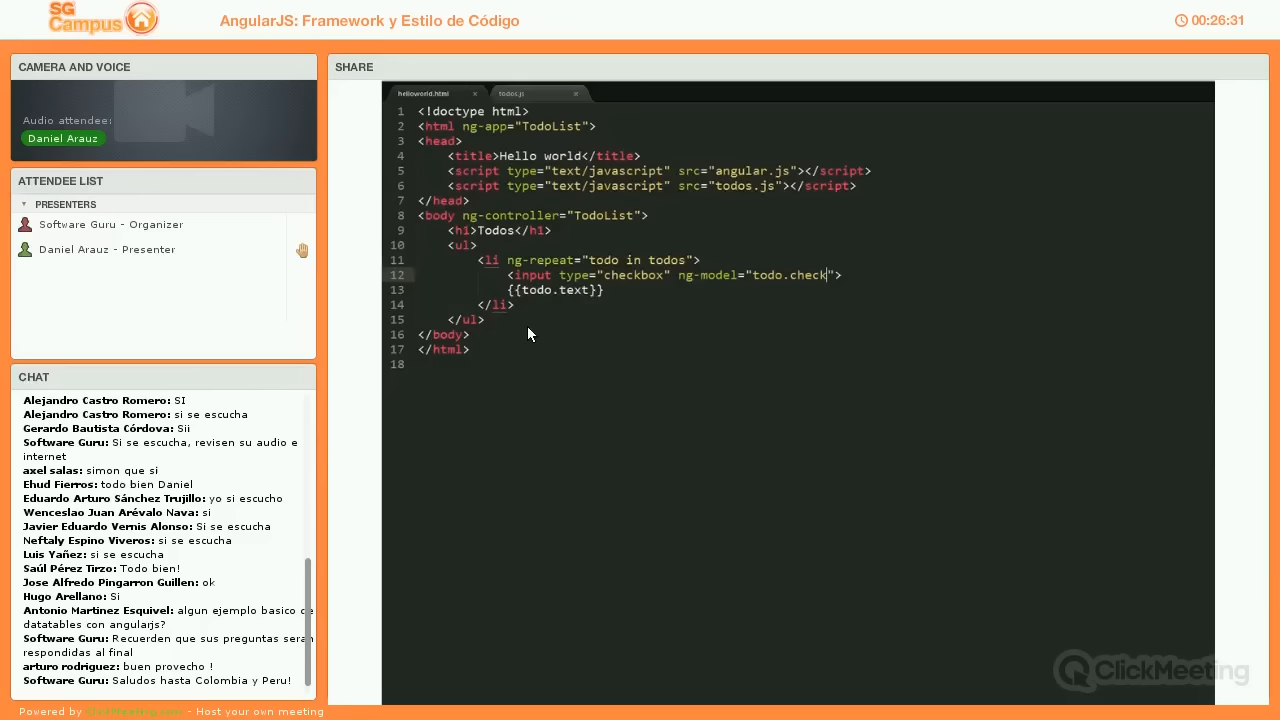 SG
Campus
AngularJS: Framework y Estilo de Código
00:26:31
CAMERA AND VOICE
Audio attendee:
Daniel Arauz
ATTENDEE LIST
PRESENTERS
Software Guru - Organizer
Daniel Arauz - Presenter
CHAT
Alejandro Castro Romero: SI
Alejandro Castro Romero: si se escucha
Gerardo Bautista Córdova: Sii
Software Guru: Si se escucha, revisen su audio e
internet
axel salas: simon que si
Ehud Fierros: todo bien Daniel
Eduardo Arturo Sánchez Trujillo: yo si escucho
Wenceslao Juan Arévalo Nava: si
Javier Eduardo Vernis Alonso: Si se escucha
Neftaly Espino Viveros: si se escucha
Luis Yañez: si se escucha
Saúl Pérez Tirzo: Todo bien!
Jose Alfredo Pingarron Guillen: ok
Hugo Arellano: Si
Antonio Martinez Esquivel: algun ejemplo basico de
datatables con angularjs?
Software Guru: Recuerden que sus preguntas seran
respondidas al final
arturo rodriguez: buen provecho !
Software Guru: Saludos hasta Colombia y Peru!
Powered by ClickMeeting.com - Host your own meeting
SHARE
helloworld.html × todos.js ×
1 <!doctype html>
2 <html ng-app="TodoList">
3 <head>
4 <title>Hello world</title>
5 <script type="text/javascript" src="angular.js"></script>
6 <script type="text/javascript" src="todos.js"></script>
7 </head>
8 <body ng-controller="TodoList">
9 <h1>Todos</h1>
10 <ul>
11 <li ng-repeat="todo in todos">
12 <input type="checkbox" ng-model="todo.check">
13 {{todo.text}}
14 </li>
15 </ul>
16 </body>
17 </html>
18
ClickMeeting